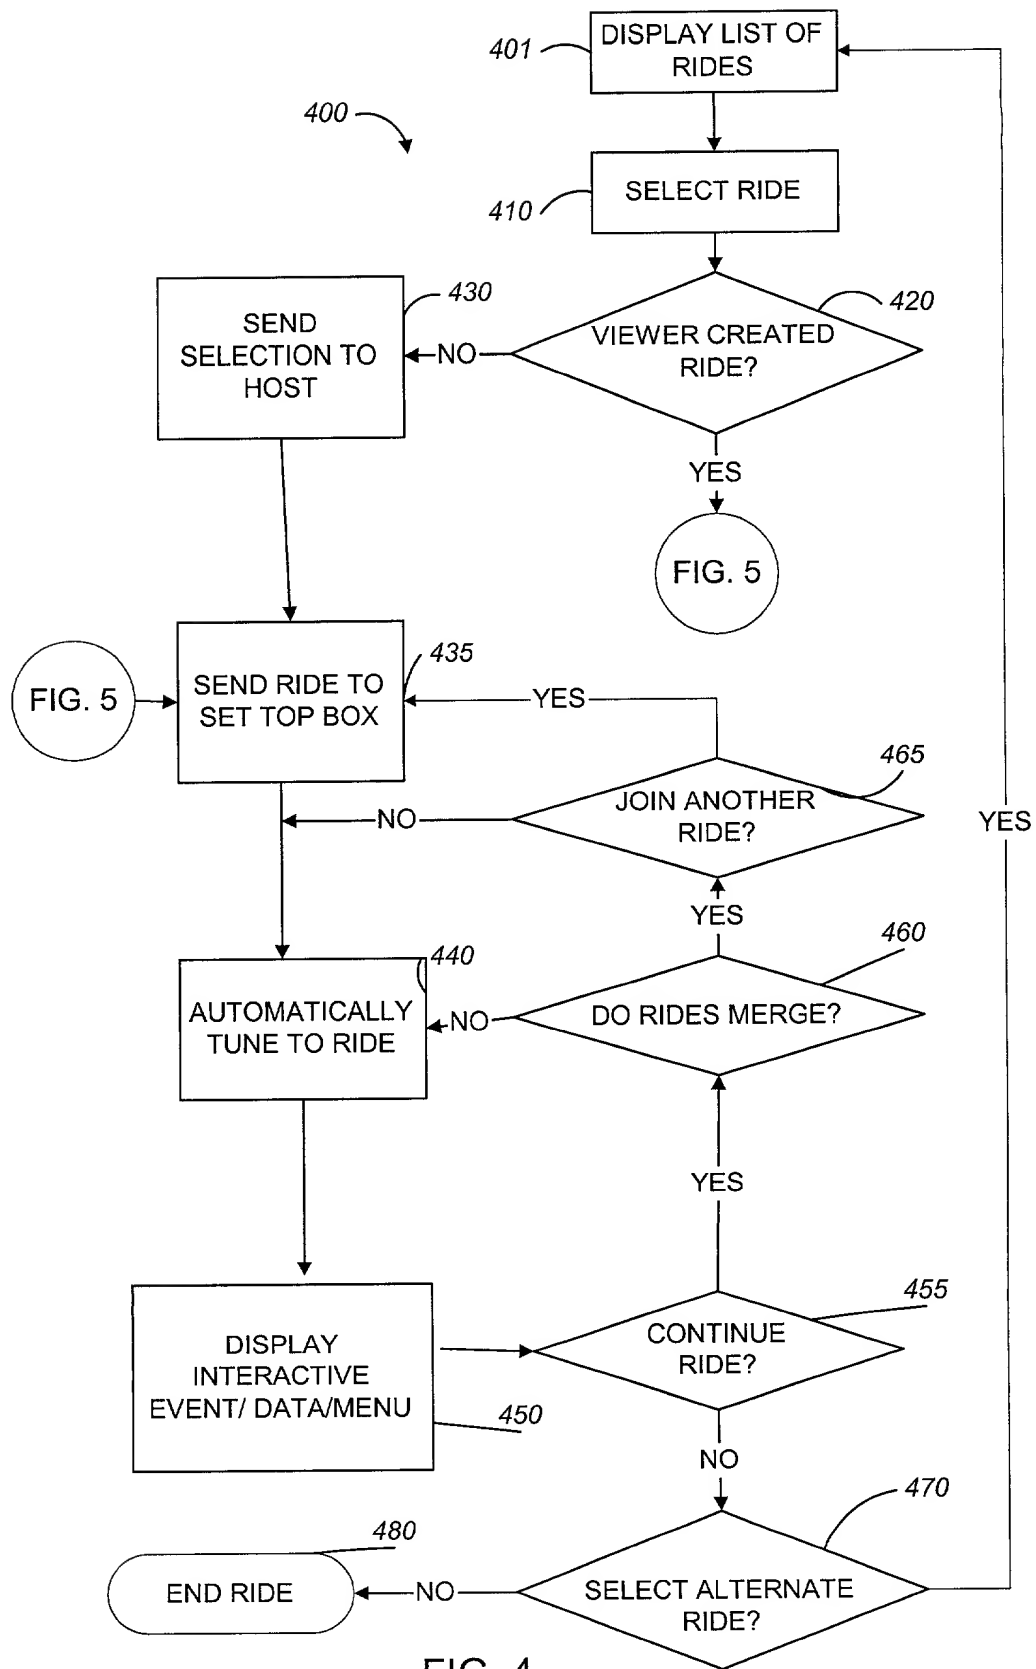 401
DISPLAY LIST OF
RIDES
400
410
SELECT RIDE
430
420
SEND
SELECTION TO
HOST
NO
VIEWER CREATED
RIDE?
YES
FIG. 5
435
FIG. 5
SEND RIDE TO
SET TOP BOX
YES
465
JOIN ANOTHER
RIDE?
NO
YES
YES
460
440
AUTOMATICALLY
TUNE TO RIDE
NO
DO RIDES MERGE?
YES
455
CONTINUE
RIDE?
DISPLAY
INTERACTIVE
EVENT/ DATA/MENU
450
NO
470
480
END RIDE
NO
SELECT ALTERNATE
RIDE?
FIG. 4